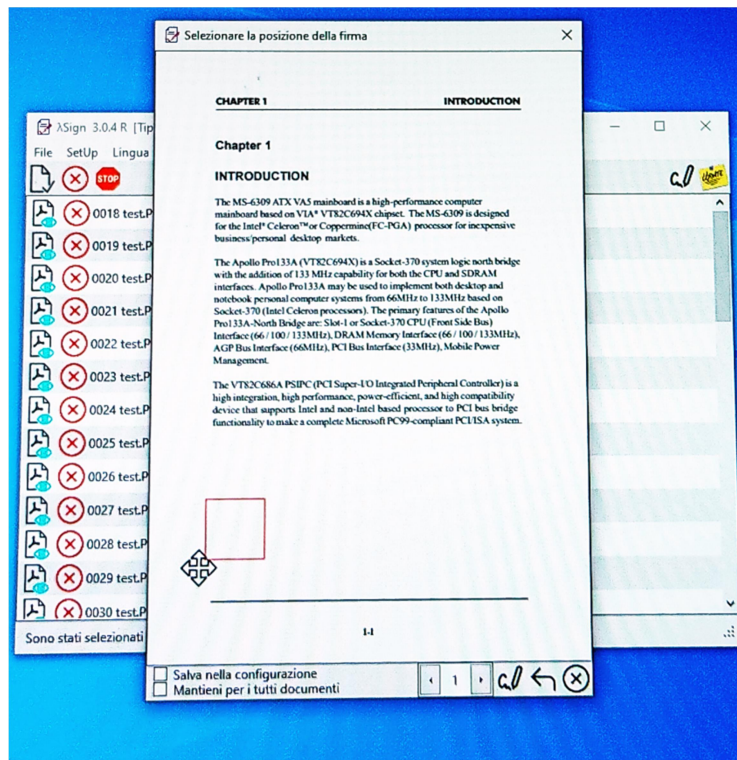 Selezionare la posizione della firma
CHAPTER 1 INTRODUCTION
Chapter 1
INTRODUCTION
The MS-6309 ATX VA5 mainboard is a high-performance computer
mainboard based on VIA® VT82C694X chipset. The MS-6309 is designed
for the Intel® Celeron™or Coppermine(FC-PGA) processor for inexpensive
business/personal desktop markets.
The Apollo Pro133A (VT82C694X) is a Socket-370 system logic north bridge
with the addition of 133 MHz capability for both the CPU and SDRAM
interfaces. Apollo Pro133A may be used to implement both desktop and
notebook personal computer systems from 66MHz to 133MHz based on
Socket-370 (Intel Celeron processors). The primary features of the Apollo
Pro133A-North Bridge are: Slot-1 or Socket-370 CPU (Front Side Bus)
Interface (66 / 100 / 133MHz), DRAM Memory Interface (66 / 100 / 133MHz),
AGP Bus Interface (66MHz), PCI Bus Interface (33MHz), Mobile Power
Management.
The VT82C686A PSIPC (PCI Super-I/O Integrated Peripheral Controller) is a
high integration, high performance, power-efficient, and high compatibility
device that supports Intel and non-Intel based processor to PCI bus bridge
functionality to make a complete Microsoft PC99-compliant PCI/ISA system.
1-1
Salva nella configurazione
Mantieni per i tutti documenti
1
λSign 3.0.4 R [Tip
File SetUp Lingua
STOP
Update
0018 test.P
0019 test.P
0020 test.P
0021 test.P
0022 test.P
0023 test.P
0024 test.P
0025 test.P
0026 test.P
0027 test.P
0028 test.P
0029 test.P
0030 test.P
Sono stati selezionati